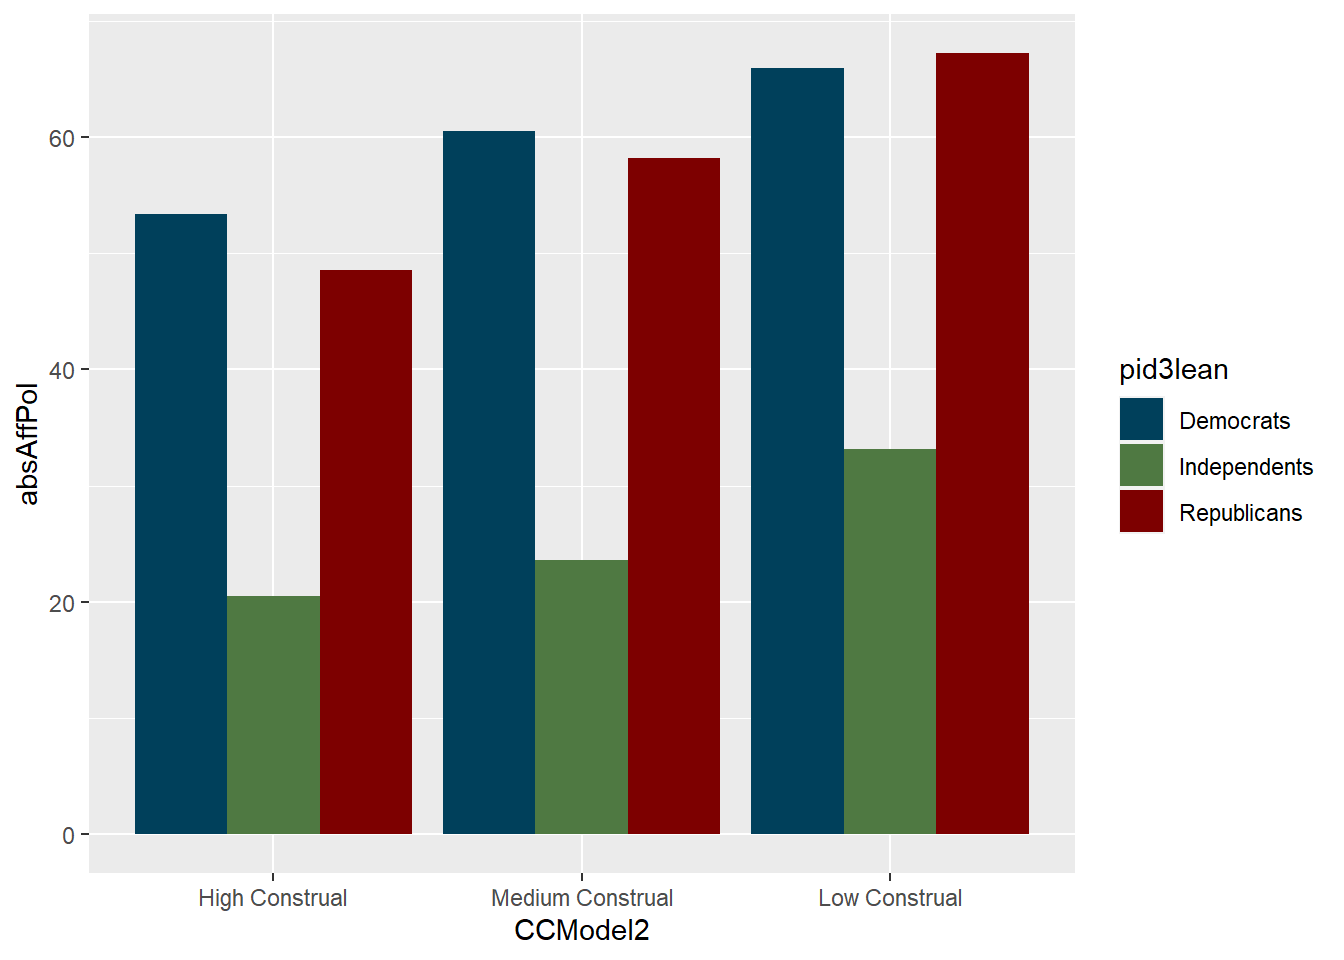 absAffPol
60
40
20
0
High Construal
Medium Construal
Low Construal
CCModel2
pid3lean
Democrats
Independents
Republicans